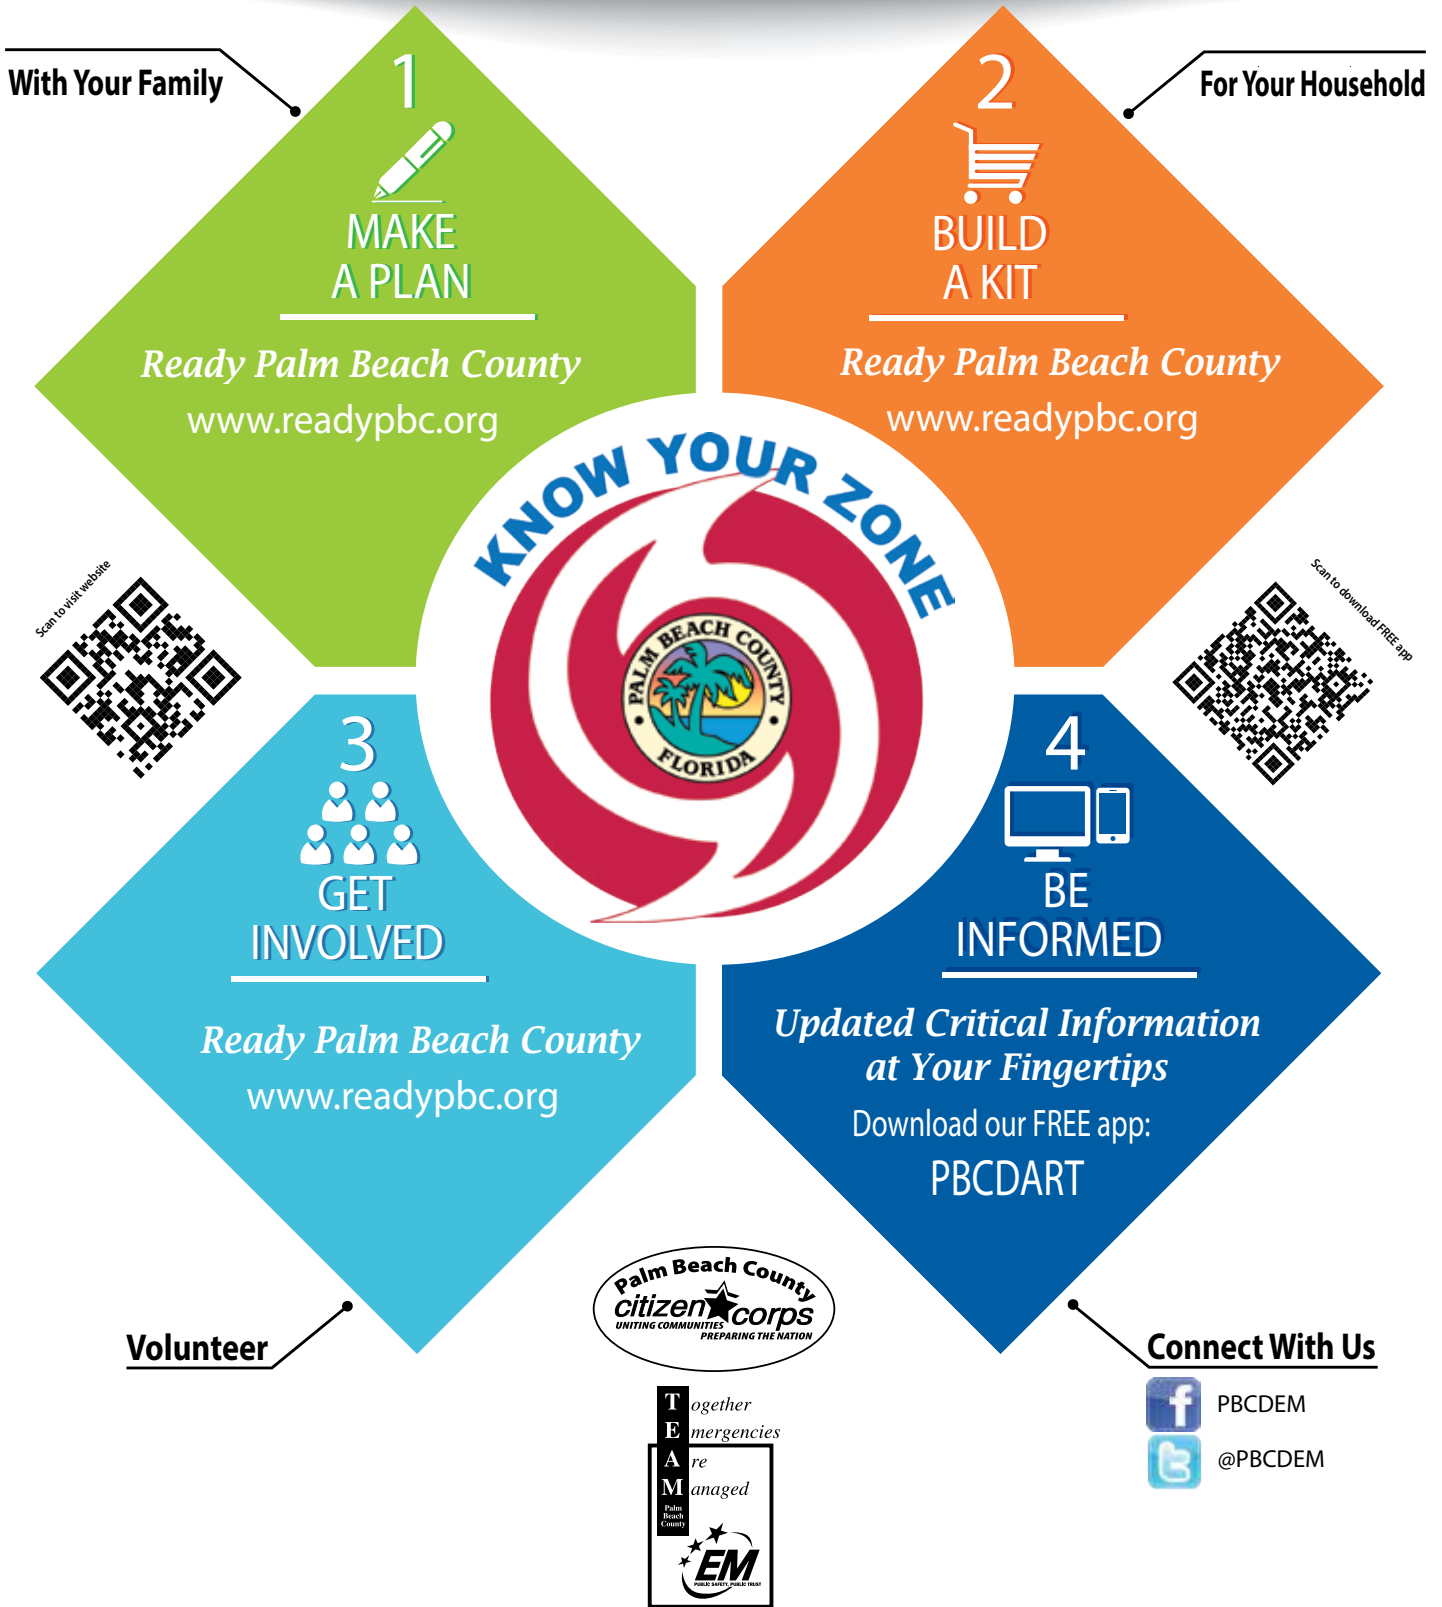 With Your Family
1
MAKE
A PLAN
Ready Palm Beach County
www.readypbc.org
For Your Household
2
BUILD
A KIT
Ready Palm Beach County
www.readypbc.org
KNOW YOUR ZONE
PALM BEACH COUNTY
FLORIDA
Scan to visit website
Scan to download FREE app
3
GET
INVOLVED
Ready Palm Beach County
www.readypbc.org
Volunteer
4
BE
INFORMED
Updated Critical Information
at Your Fingertips
Download our FREE app:
PBCDART
Connect With Us
f PBCDEM
t @PBCDEM
Palm Beach County
citizen corps
UNITING COMMUNITIES
PREPARING THE NATION
Together
Emergencies
Are
Managed
Palm
Beach
County
EM
PUBLIC SAFETY, PUBLIC TRUST